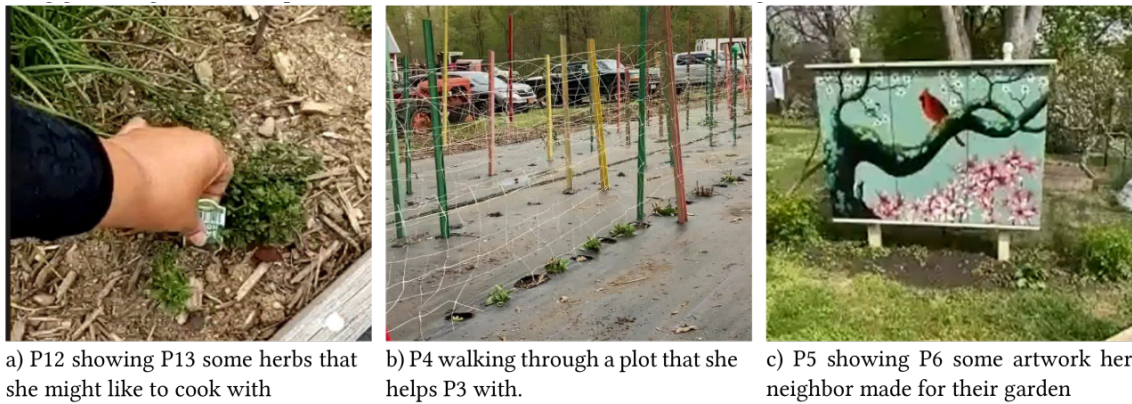 a) P12 showing P13 some herbs that
she might like to cook with
b) P4 walking through a plot that she
helps P3 with.
c) P5 showing P6 some artwork her
neighbor made for their garden